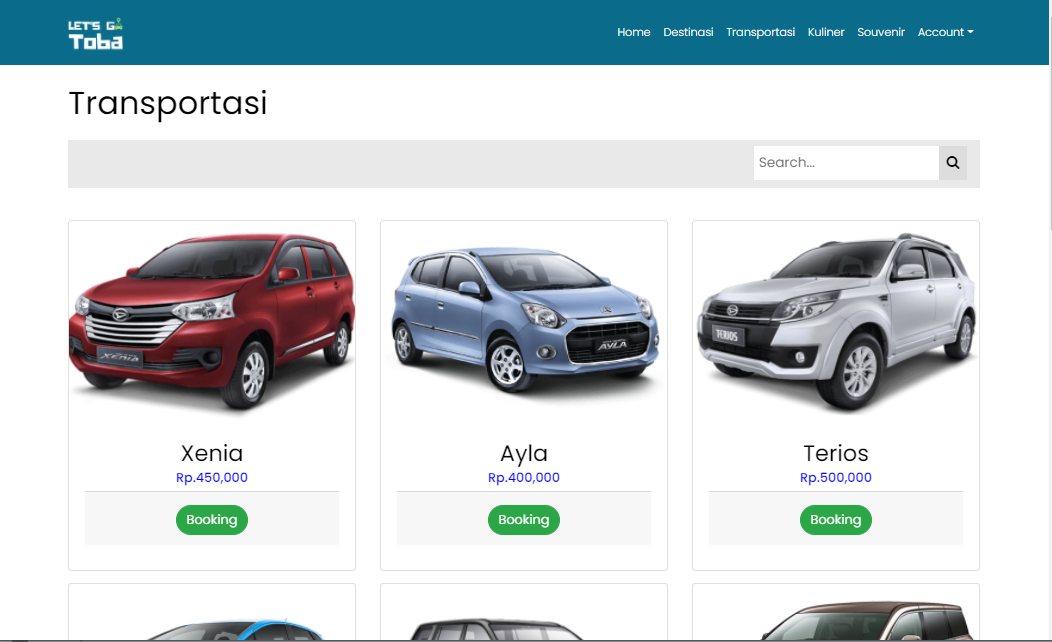 LET'S GO
Toba
Home Destinasi Transportasi Kuliner Souvenir Account
Transportasi
Search...
XENIA
AYLA
TERIOS
Xenia Ayla Terios
Rp.450,000 Rp.400,000 Rp.500,000
Booking Booking Booking